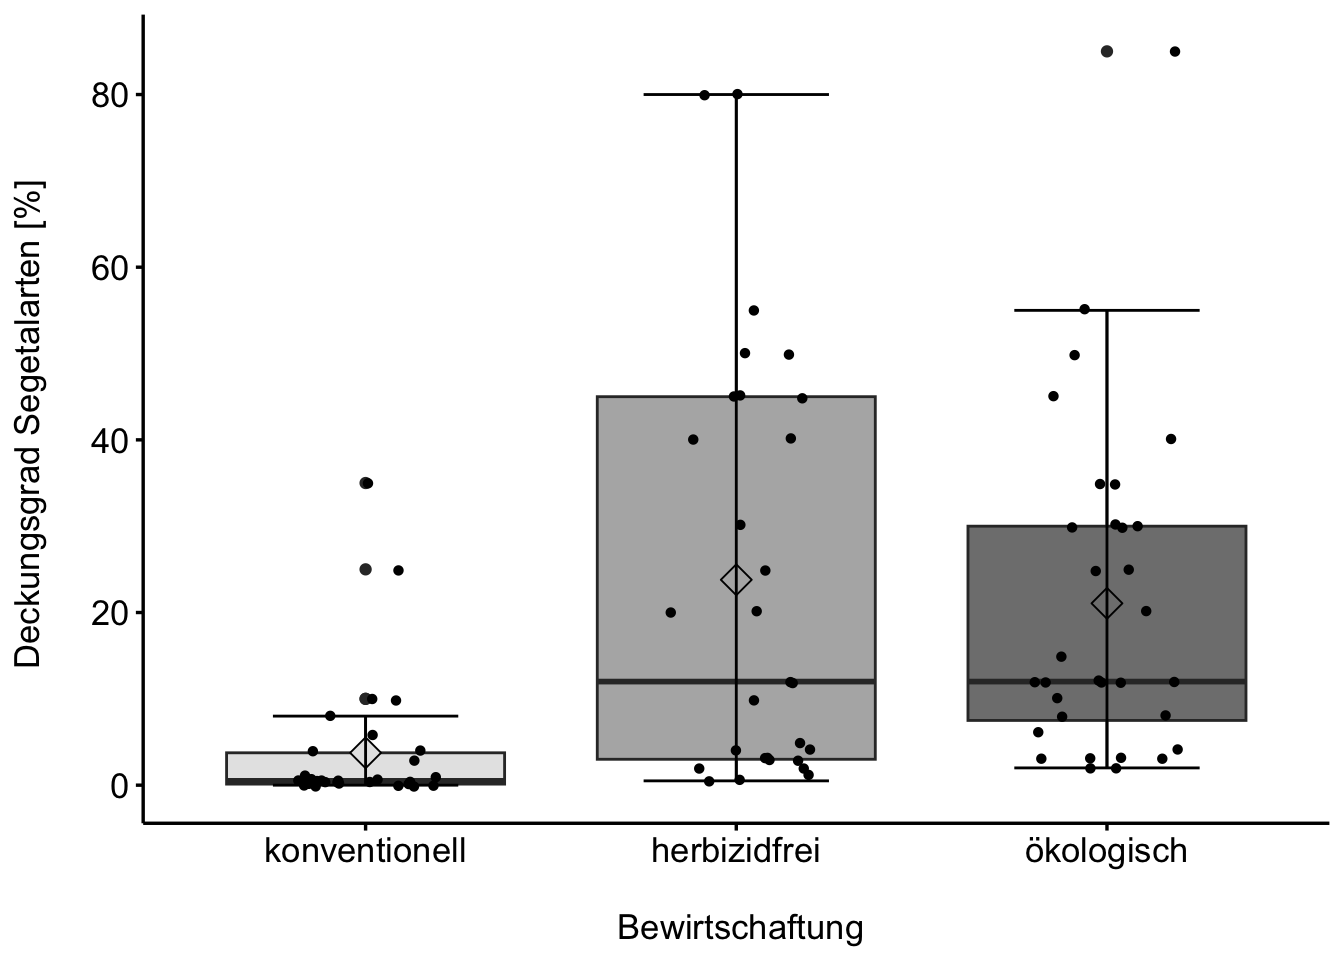 Deckungsgrad Segetalarten [%]
80
60
40
20
0
konventionell
herbizidfrei
ökologisch
Bewirtschaftung